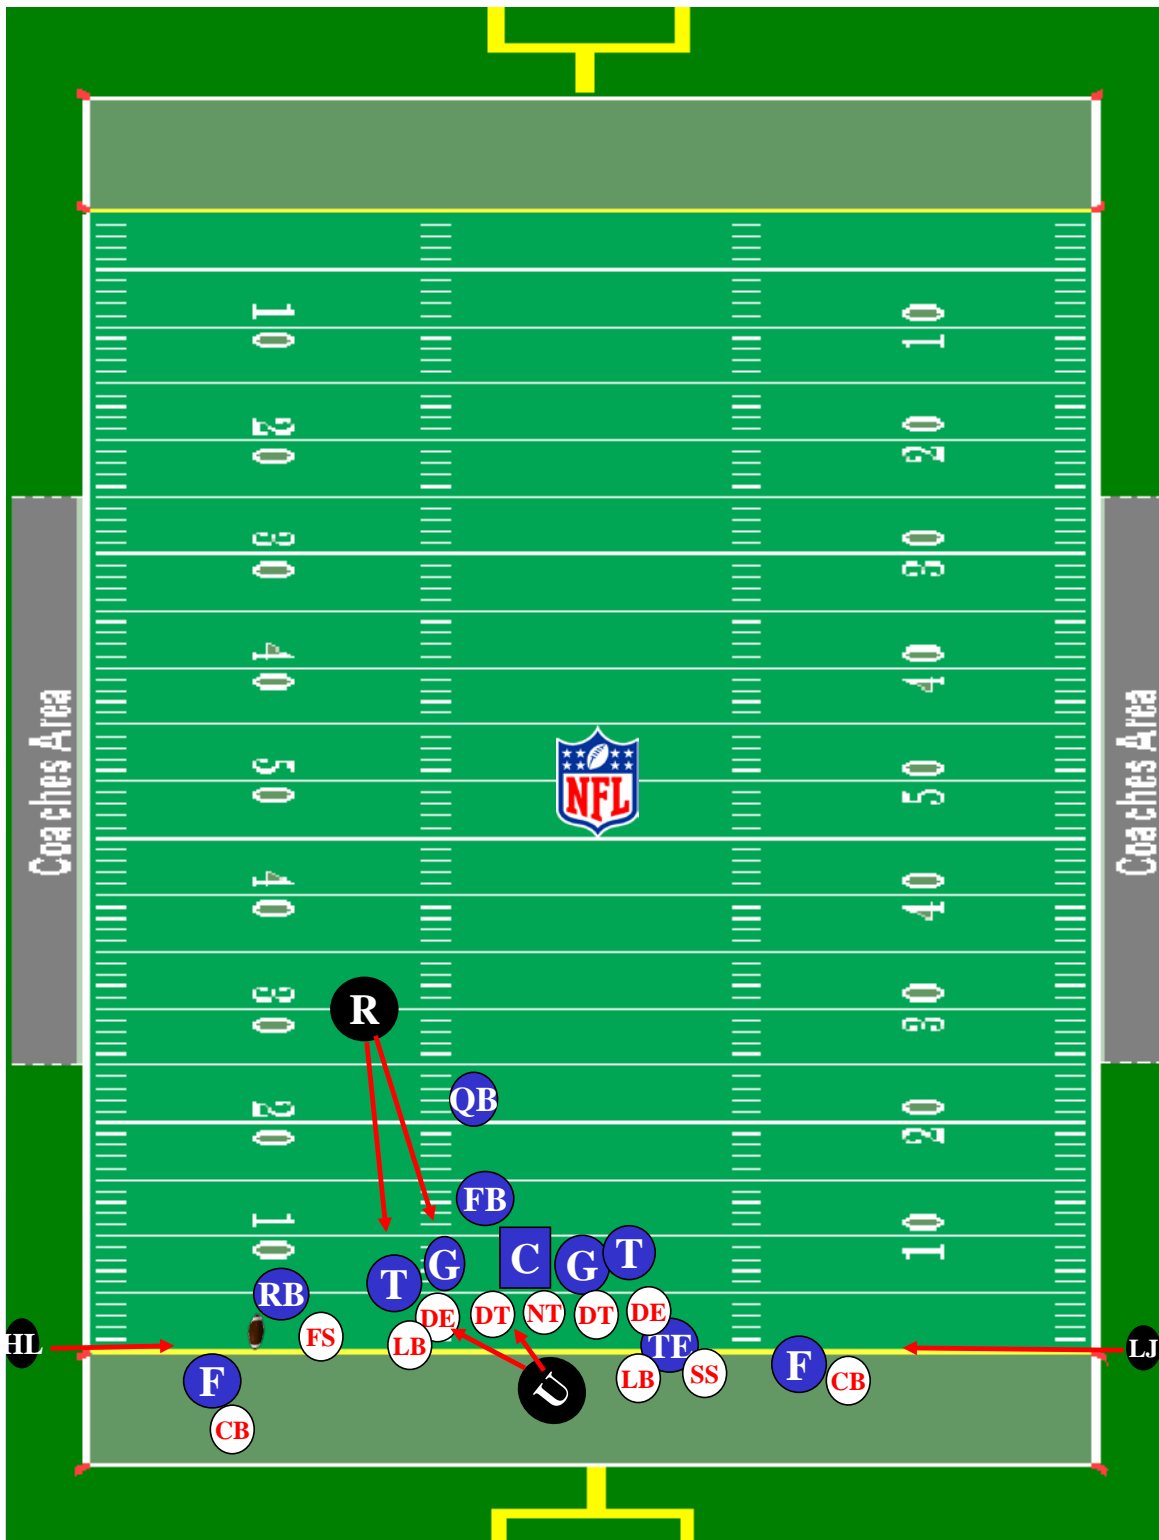 10 10
20 20
30 30
40 40
Coaches Area
NFL
Coaches Area
50 50
40 40
30 30
R
QB
20 20
FB
10 10
C
T
G
G
T
RB
DE
DT
NT
DT
DE
FS
LB
TE
HL
LJ
F
U
LB
SS
F
CB
CB